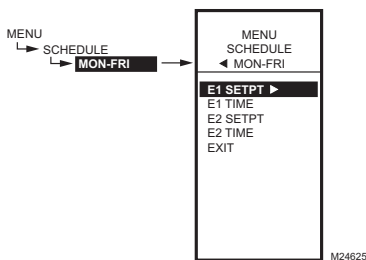 MENU
SCHEDULE
MON-FRI
MENU
SCHEDULE
◄ MON-FRI
E1 SETPT ►
E1 TIME
E2 SETPT
E2 TIME
EXIT
M24625